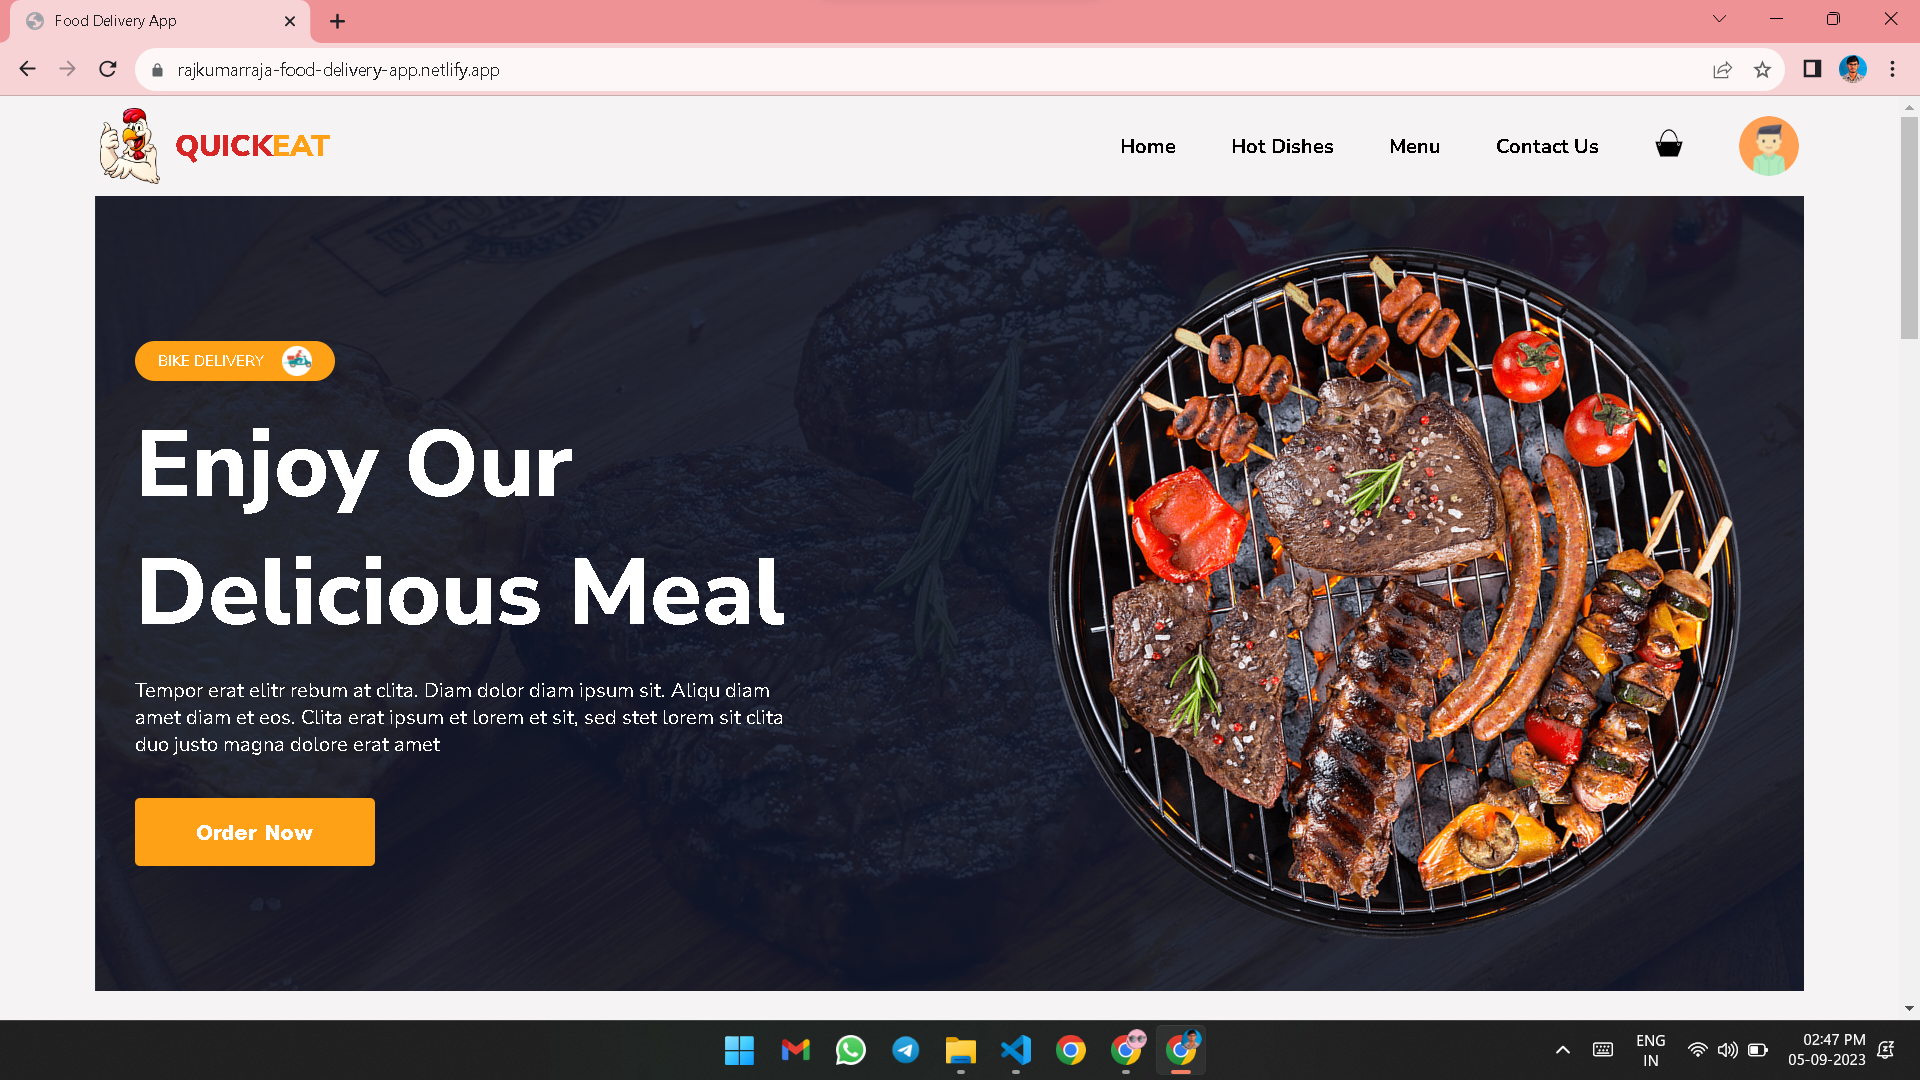 Food Delivery App
rajkumarraja-food-delivery-app.netlify.app
QUICKEAT
Home
Hot Dishes
Menu
Contact Us
BIKE DELIVERY
Enjoy Our
Delicious Meal
Tempor erat elitr rebum at clita. Diam dolor diam ipsum sit. Aliqu diam
amet diam et eos. Clita erat ipsum et lorem et sit, sed stet lorem sit clita
duo justo magna dolore erat amet
Order Now
ENG
IN
02:47 PM
05-09-2023